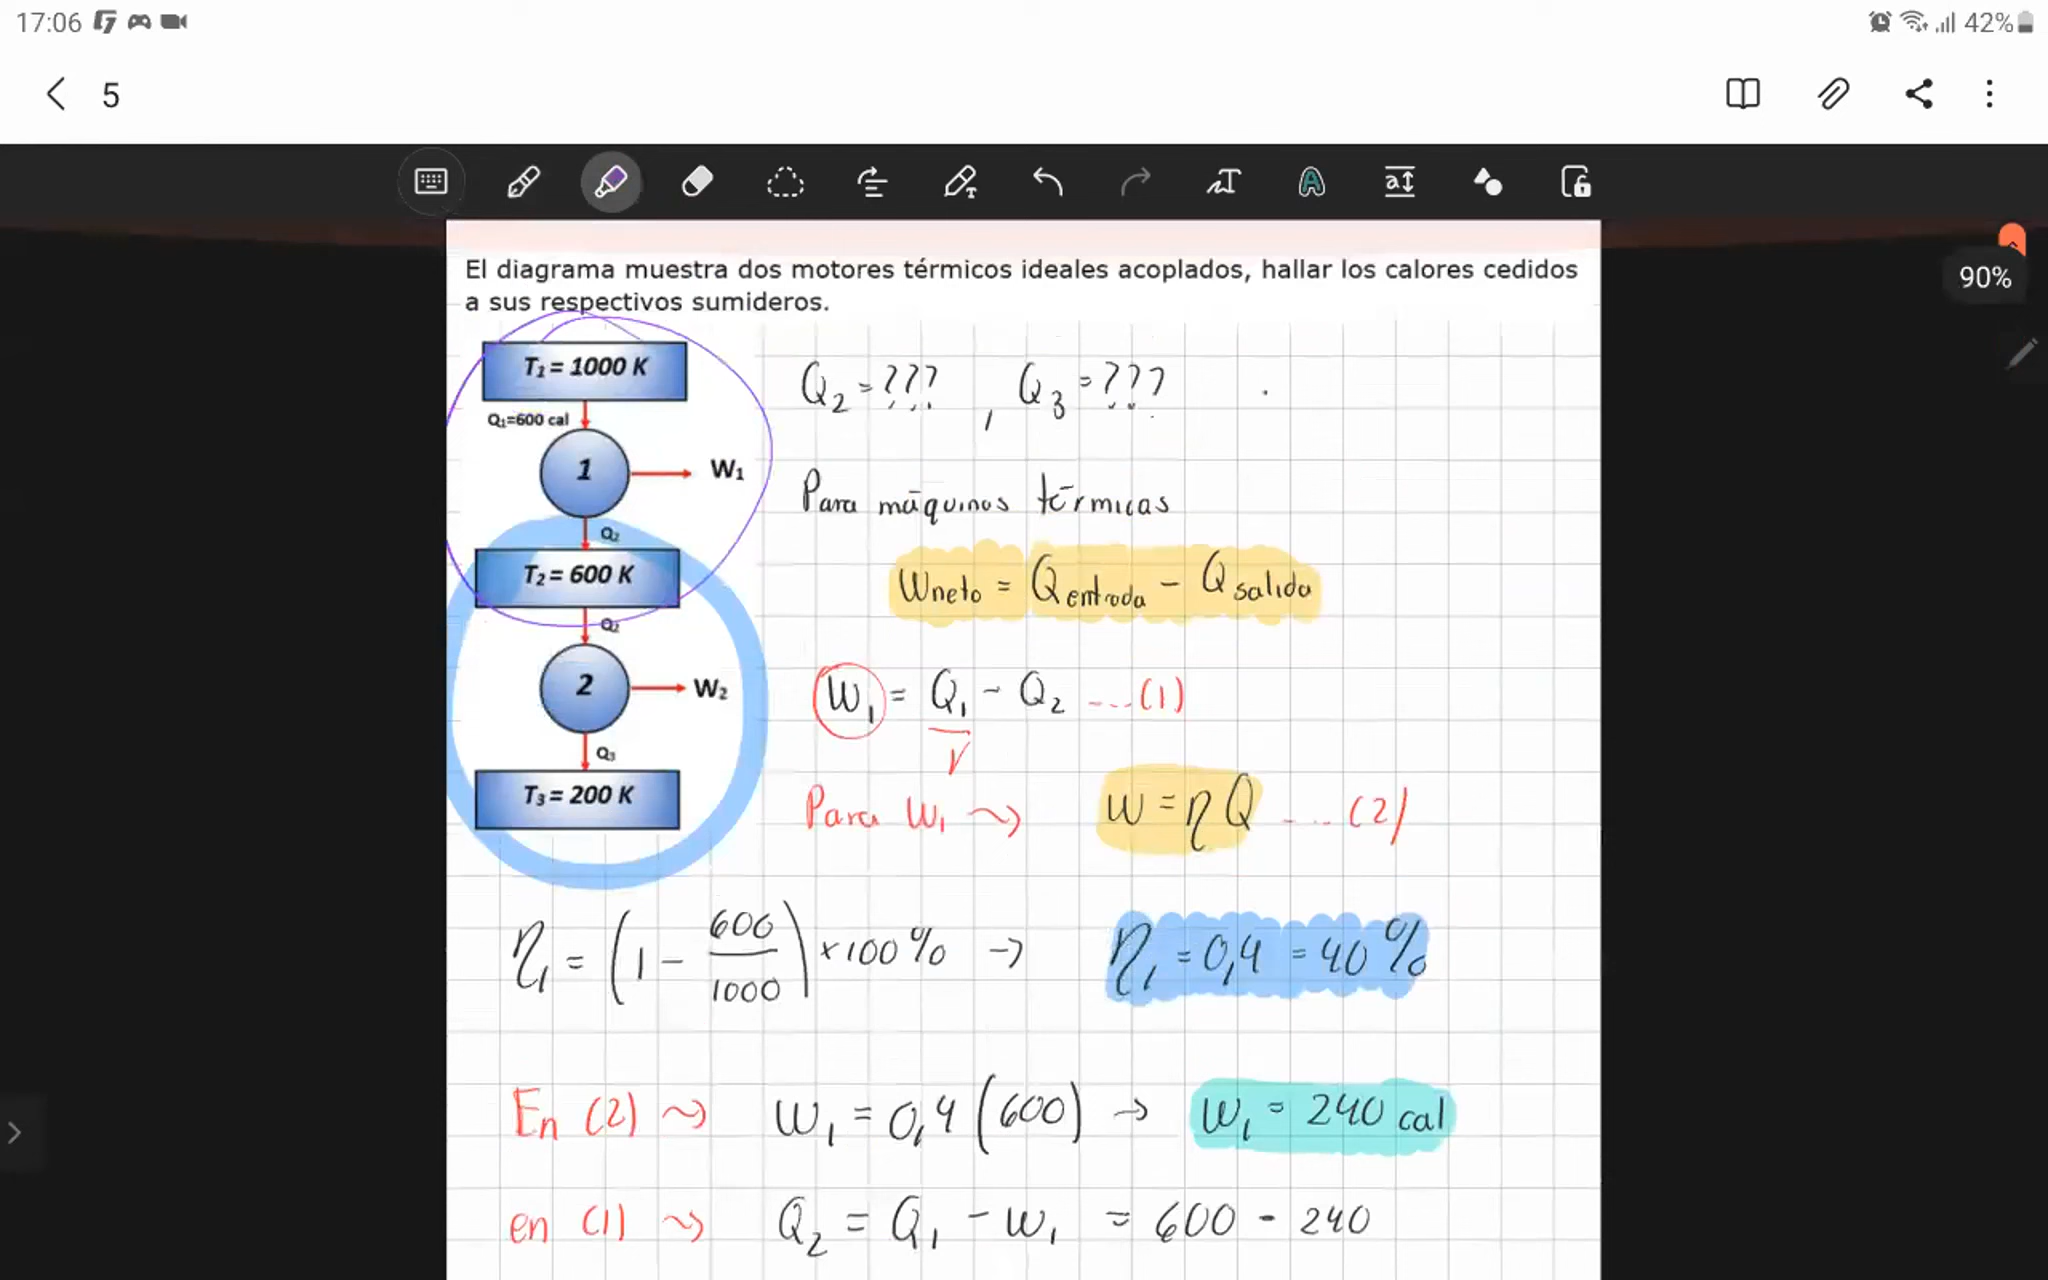 17:06
42%
5
90%
El diagrama muestra dos motores térmicos ideales acoplados, hallar los calores cedidos
a sus respectivos sumideros.
T₁ = 1000 K
Q₁=600 cal
1
W₁
Q₂
T₂ = 600 K
Q₂
2
W₂
Q₃
T₃ = 200 K
Q₂ = ??? , Q₃ = ???
Para máquinas térmicas
Wneto = Qentrada - Qsalida
W₁ = Q₁ - Q₂ ....(1)
Para W₁ ~> W = ηQ ....(2)
η₁ = (1 - 600/1000) ×100% → η₁ = 0,4 = 40%
En (2) ~> W₁ = 0,4 (600) → W₁ = 240 cal
en (1) ~> Q₂ = Q₁ - W₁ = 600 - 240